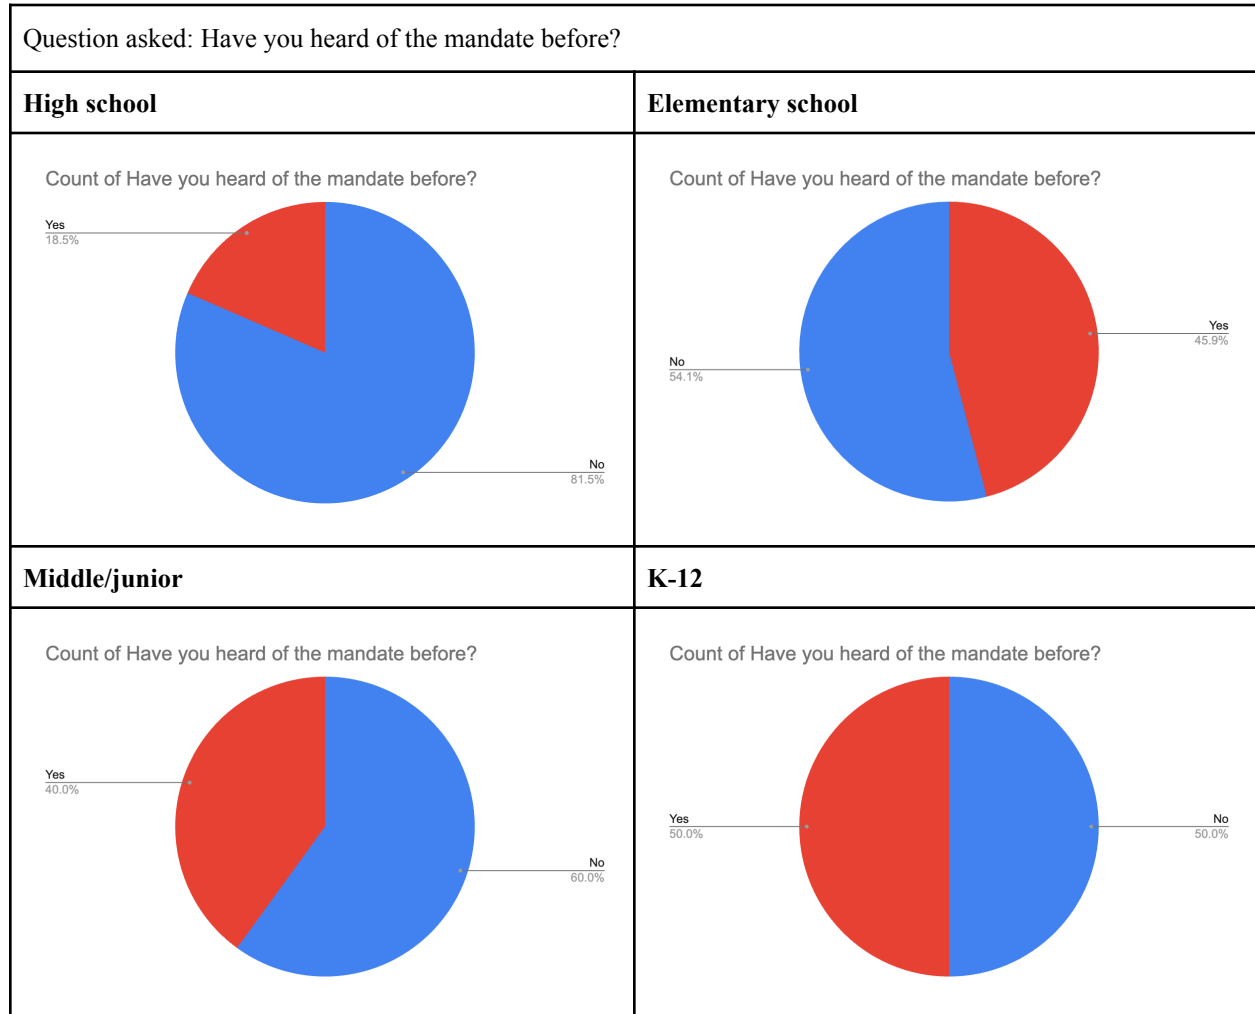 Question asked: Have you heard of the mandate before?
High school
Elementary school
Count of Have you heard of the mandate before?
Yes
18.5%
No
81.5%
Count of Have you heard of the mandate before?
Yes
45.9%
No
54.1%
Middle/junior
K-12
Count of Have you heard of the mandate before?
Yes
40.0%
No
60.0%
Count of Have you heard of the mandate before?
Yes
50.0%
No
50.0%